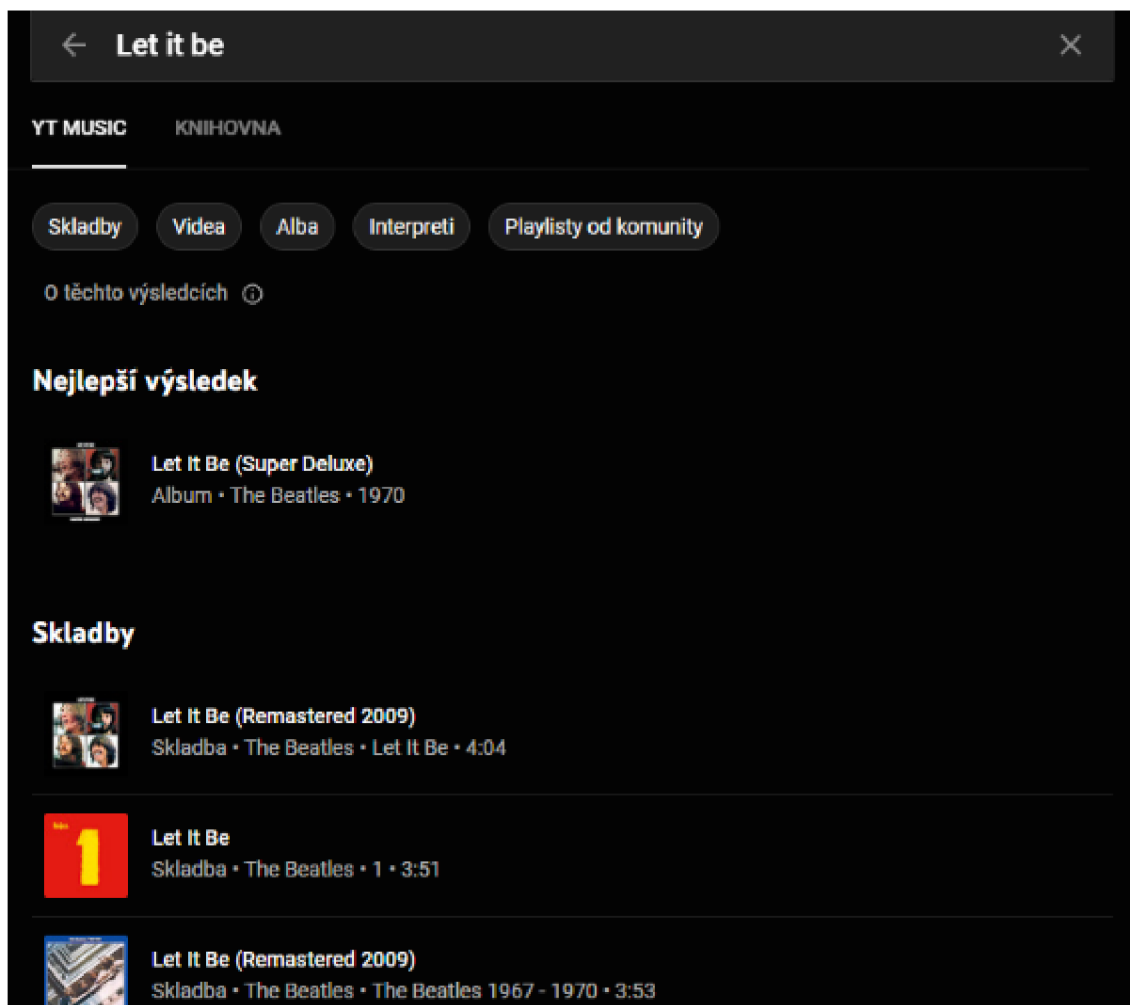 Let it be
YT MUSIC KNIHOVNA
Skladby Videa Alba Interpreti Playlisty od komunity
O těchto výsledcích
Nejlepší výsledek
Let It Be (Super Deluxe)
Album • The Beatles • 1970
Skladby
Let It Be (Remastered 2009)
Skladba • The Beatles • Let It Be • 4:04
1
Let It Be
Skladba • The Beatles • 1 • 3:51
Let It Be (Remastered 2009)
Skladba • The Beatles • The Beatles 1967 - 1970 • 3:53